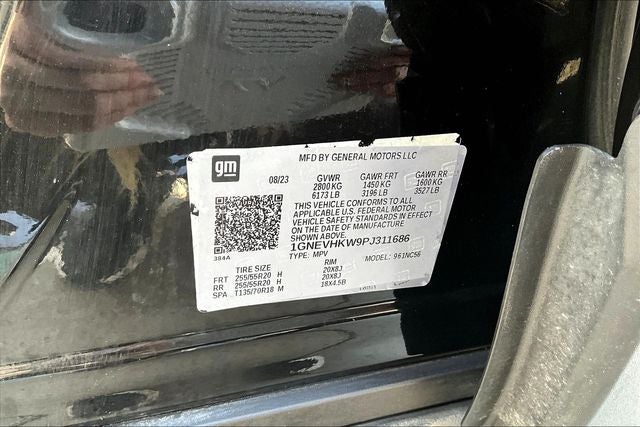 gm
MFD BY GENERAL MOTORS LLC
08/23 GVWR GAWR FRT GAWR RR
2800 KG 1450 KG 1600 KG
6173 LB 3196 LB 3527 LB
THIS VEHICLE CONFORMS TO ALL
APPLICABLE U.S. FEDERAL MOTOR
VEHICLE SAFETY STANDARDS IN EFFECT
ON THE DATE OF MANUFACTURE
SHOWN ABOVE.
1GNEVHKW9PJ311686
384A TYPE: MPV MODEL: 961NC56
TIRE SIZE RIM
FRT 255/55R20 H 20X8J
RR 255/55R20 H 20X8J
SPA T135/70R18 M 18X4.5B